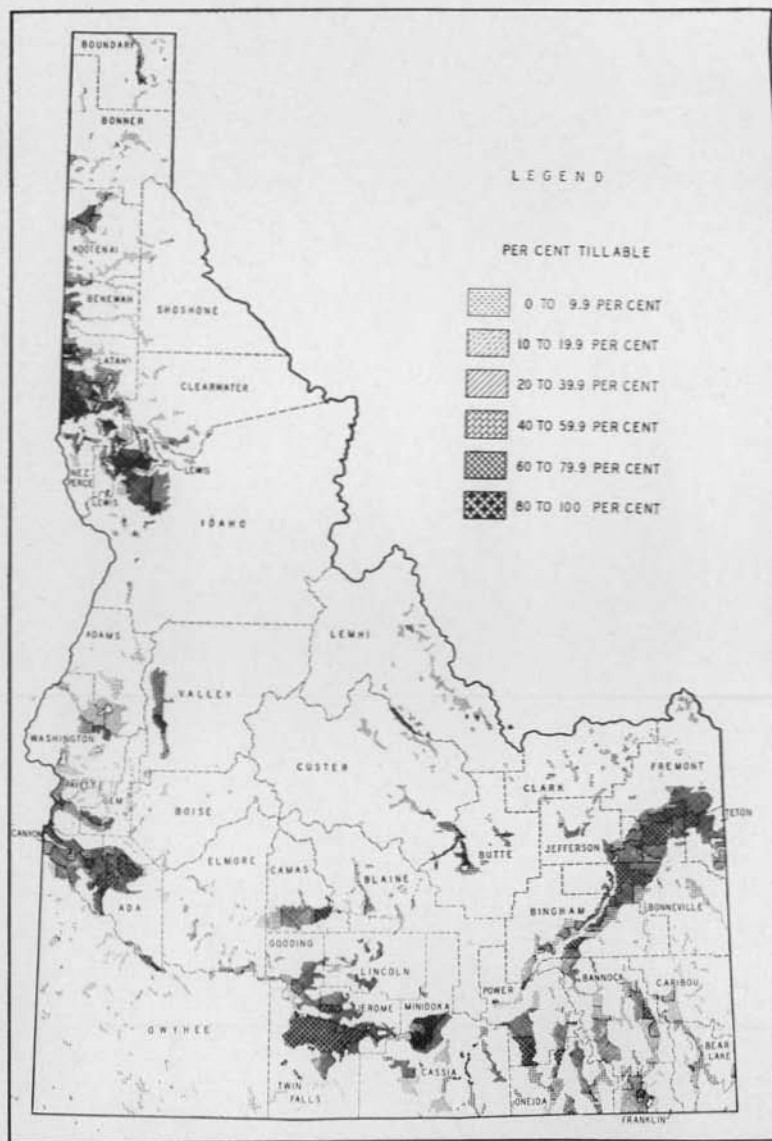 BOUNDARY
BONNER
KOOTENAI
BENEWAH
SHOSHONE
LATAH
CLEARWATER
NEZ
PERCE
LEWIS
LEWIS
IDAHO
ADAMS
LEMHI
VALLEY
WASHINGTON
CUSTER
CLARK
FREMONT
PAYETTE
GEM
BOISE
TETON
CANYON
BUTTE
JEFFERSON
ELMORE
CAMAS
BLAINE
ADA
BINGHAM
BONNEVILLE
GOODING
LINCOLN
BANNOCK
CARIBOU
POWER
JEROME
MINIDOKA
OWYHEE
BEAR
LAKE
CASSIA
TWIN
FALLS
ONEIDA
FRANKLIN
LEGEND
PER CENT TILLABLE
0 TO 9.9 PER CENT
10 TO 19.9 PER CENT
20 TO 39.9 PER CENT
40 TO 59.9 PER CENT
60 TO 79.9 PER CENT
80 TO 100 PER CENT